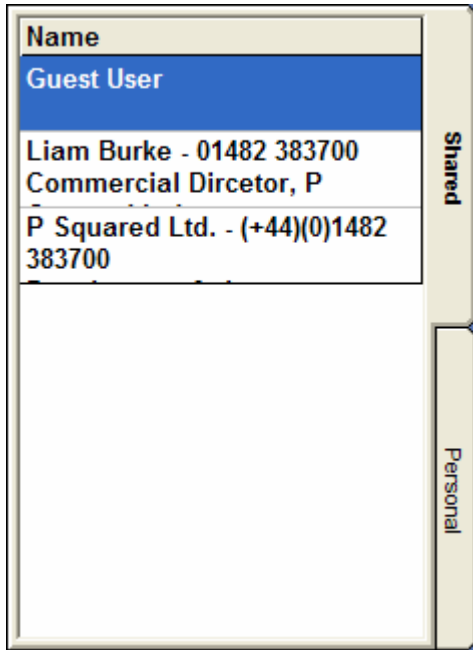 Name
Guest User
Liam Burke - 01482 383700
Commercial Dircetor, P
P Squared Ltd. - (+44)(0)1482
383700
Shared
Personal